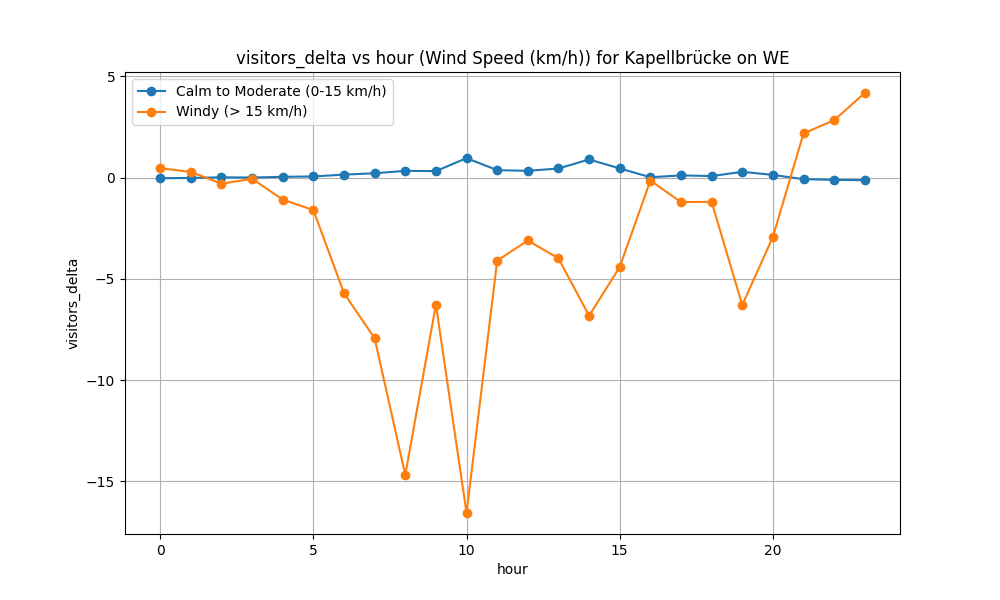 visitors_delta vs hour (Wind Speed (km/h)) for Kapellbrücke on WE
Calm to Moderate (0-15 km/h)
Windy (> 15 km/h)
visitors_delta
5
0
−5
−10
−15
0 5 10 15 20
hour